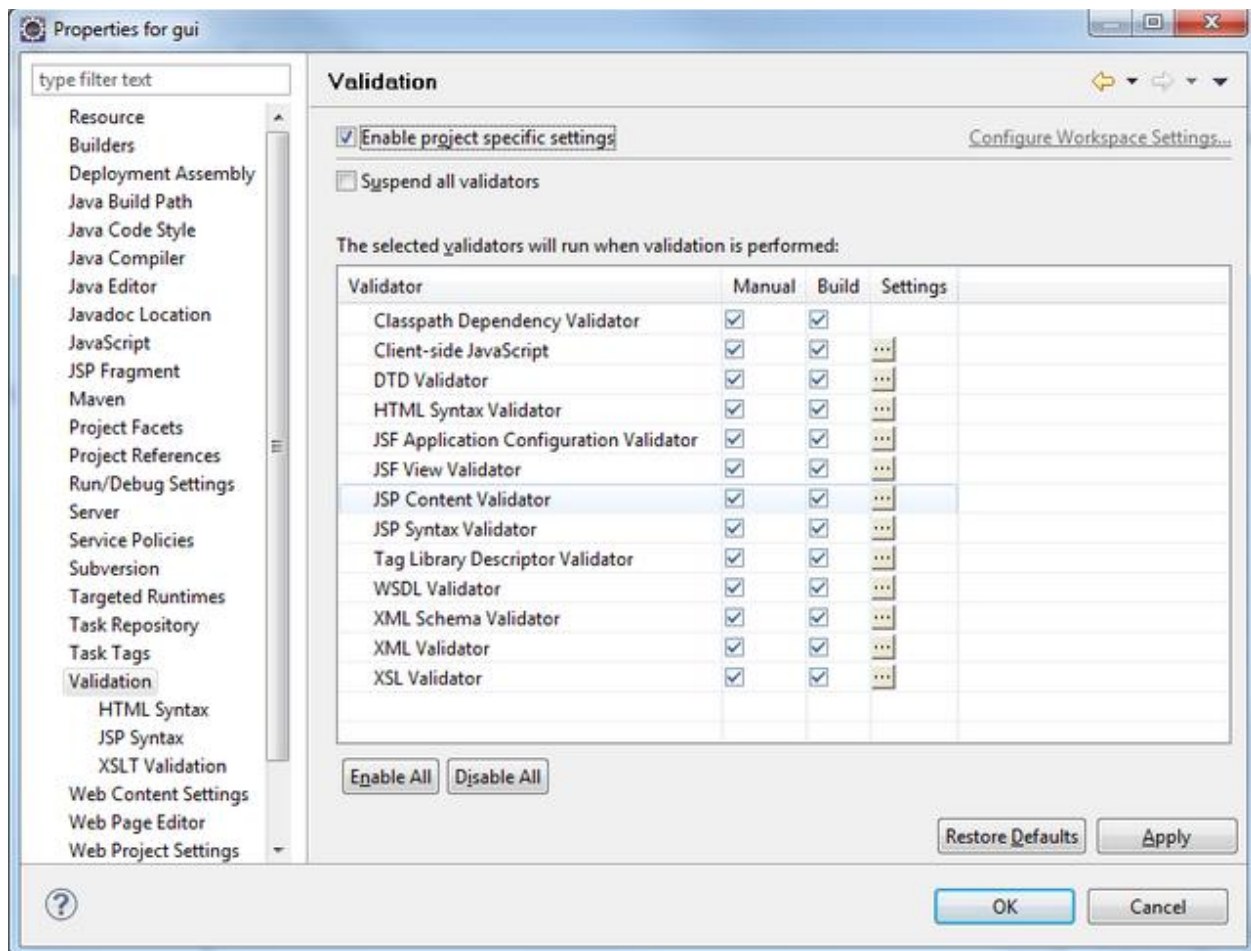 Properties for gui
type filter text
Resource
Builders
Deployment Assembly
Java Build Path
Java Code Style
Java Compiler
Java Editor
Javadoc Location
JavaScript
JSP Fragment
Maven
Project Facets
Project References
Run/Debug Settings
Server
Service Policies
Subversion
Targeted Runtimes
Task Repository
Task Tags
Validation
HTML Syntax
JSP Syntax
XSLT Validation
Web Content Settings
Web Page Editor
Web Project Settings
Validation
Enable project specific settings
Configure Workspace Settings...
Suspend all validators
The selected validators will run when validation is performed:
Validator Manual Build Settings
Classpath Dependency Validator
Client-side JavaScript ...
DTD Validator ...
HTML Syntax Validator ...
JSF Application Configuration Validator ...
JSF View Validator ...
JSP Content Validator ...
JSP Syntax Validator ...
Tag Library Descriptor Validator ...
WSDL Validator ...
XML Schema Validator ...
XML Validator ...
XSL Validator ...
Enable All Disable All
Restore Defaults Apply
? OK Cancel